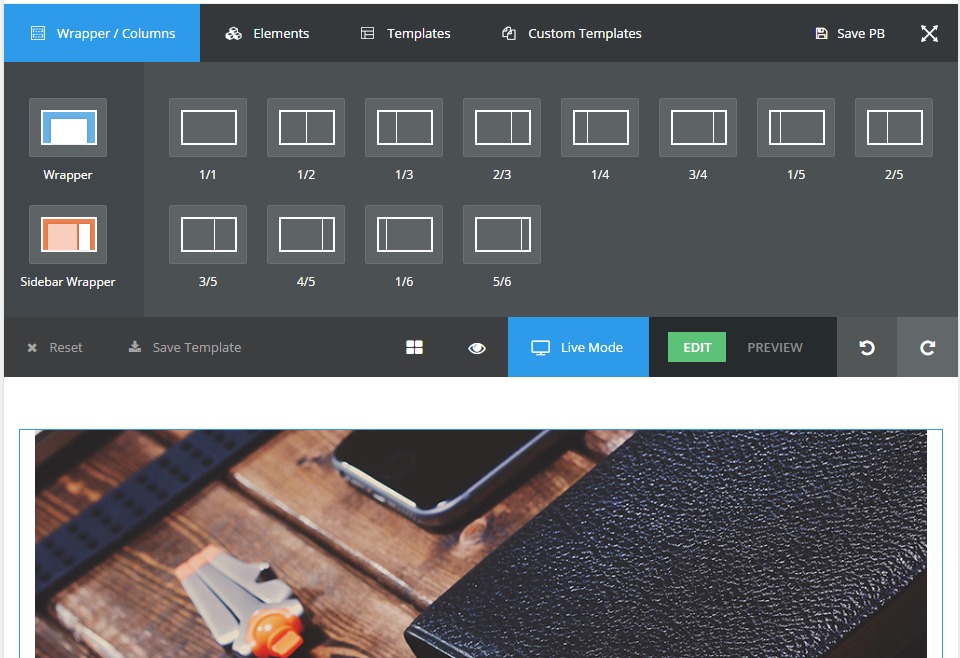 Wrapper / Columns Elements Templates Custom Templates Save PB
Wrapper 1/1 1/2 1/3 2/3 1/4 3/4 1/5 2/5
Sidebar Wrapper 3/5 4/5 1/6 5/6
Reset Save Template Live Mode EDIT PREVIEW